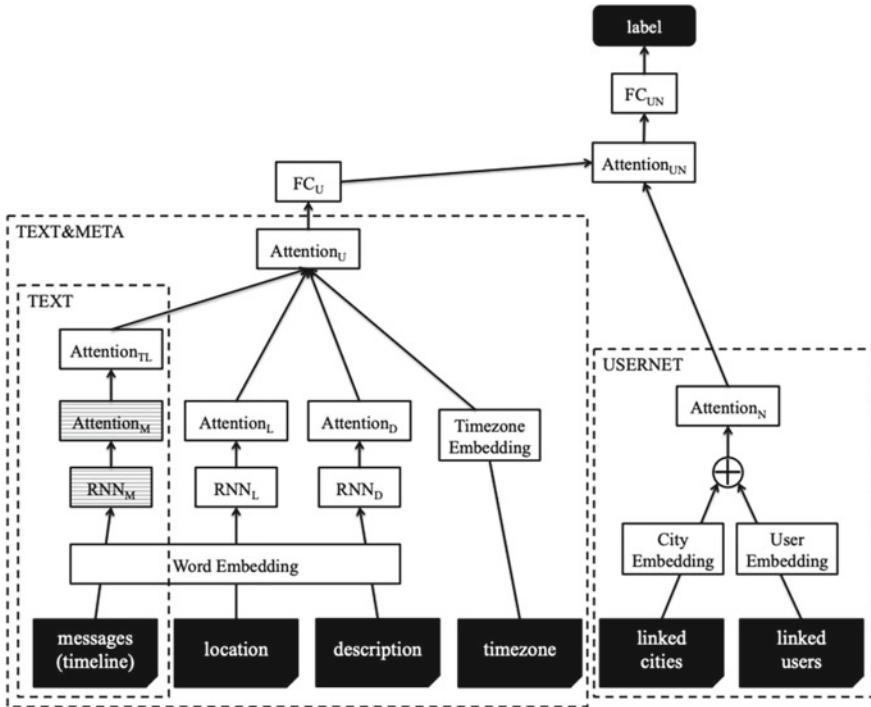 label
FC_UN
Attention_UN
FC_U
TEXT&META
Attention_U
TEXT
Attention_TL
USERNET
Attention_M
Attention_L
Attention_D
Timezone
Embedding
Attention_N
RNN_M
RNN_L
RNN_D
Word Embedding
City
Embedding
User
Embedding
messages
(timeline)
location
description
timezone
linked
cities
linked
users